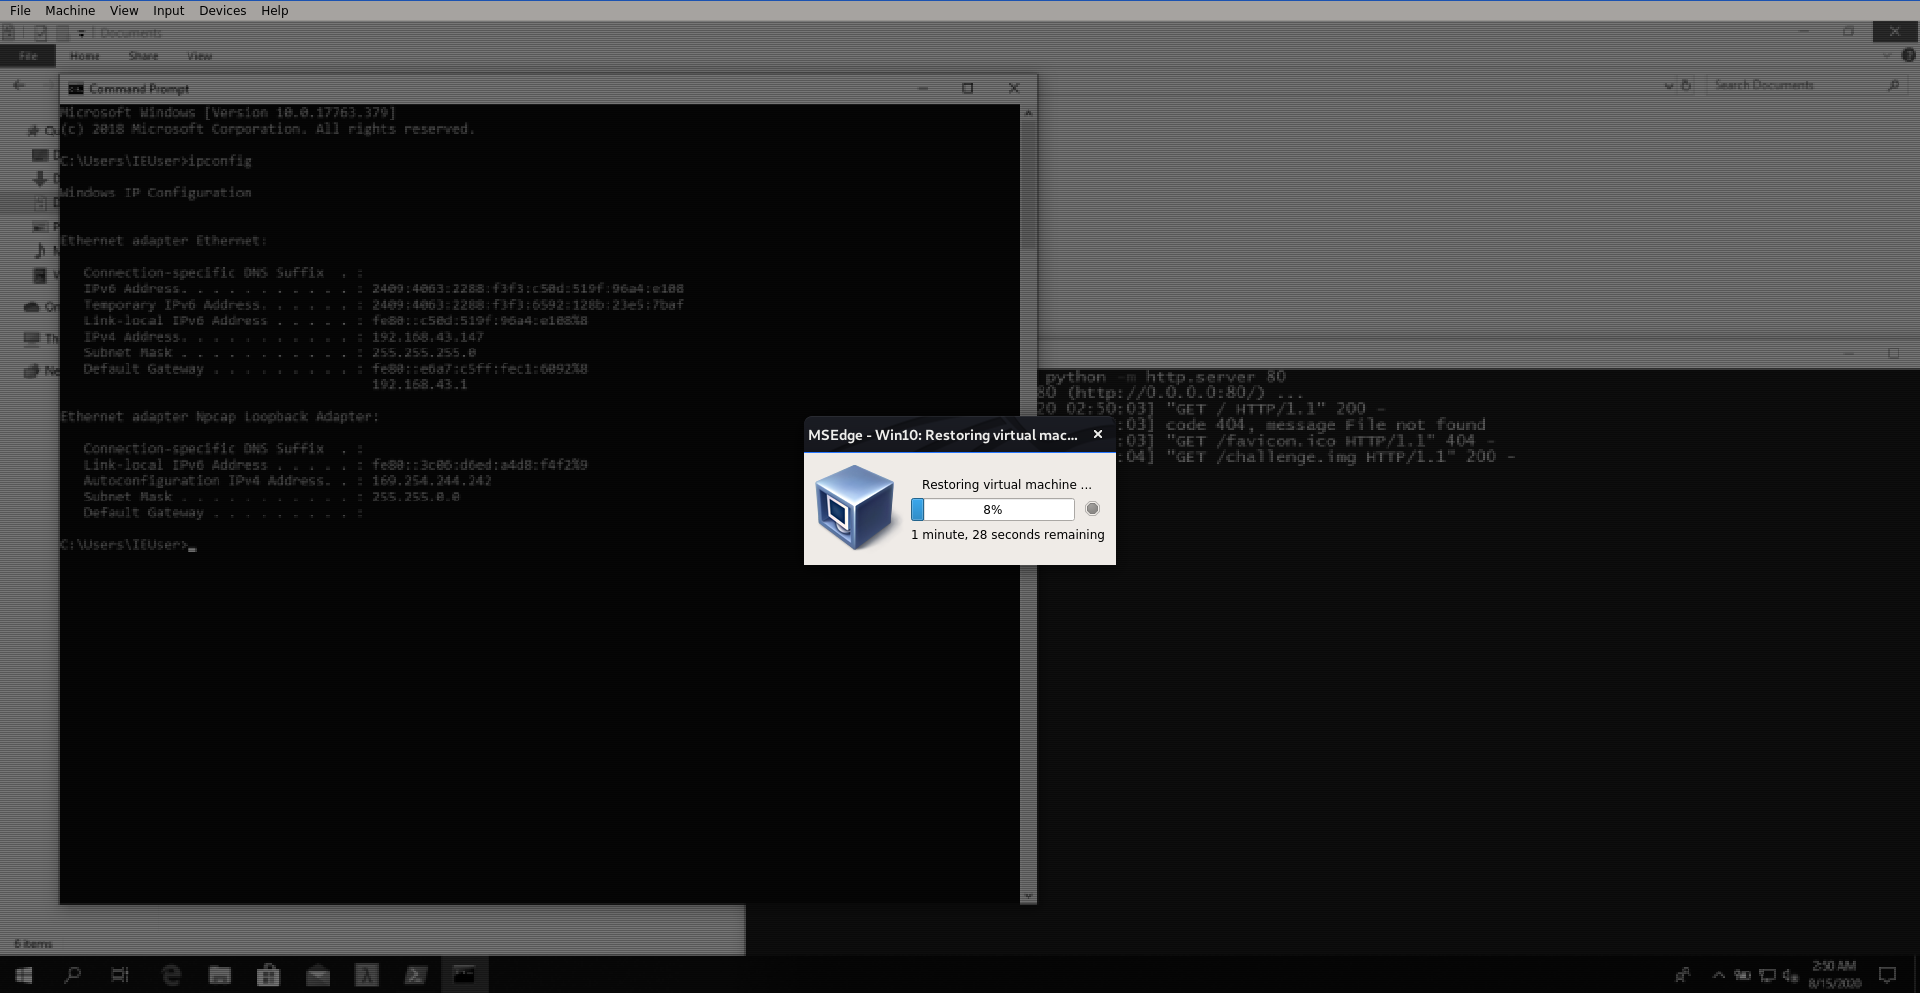 File Machine View Input Devices Help
Documents
File Home Share View
Search Documents
Command Prompt
Microsoft Windows [Version 10.0.17763.379]
(c) 2018 Microsoft Corporation. All rights reserved.
C:\Users\IEUser>ipconfig
Windows IP Configuration
Ethernet adapter Ethernet:
Connection-specific DNS Suffix . :
IPv6 Address. . . . . . . . . . . : 2409:4063:2288:f3f3:c50d:519f:96a4:e108
Temporary IPv6 Address. . . . . . : 2409:4063:2288:f3f3:6592:128b:23e5:7baf
Link-local IPv6 Address . . . . . : fe80::c50d:519f:96a4:e108%8
IPv4 Address. . . . . . . . . . . : 192.168.43.147
Subnet Mask . . . . . . . . . . . : 255.255.255.0
Default Gateway . . . . . . . . . : fe80::e6a7:c5ff:fec1:6092%8
192.168.43.1
Ethernet adapter Npcap Loopback Adapter:
Connection-specific DNS Suffix . :
Link-local IPv6 Address . . . . . : fe80::3c06:d6ed:a4d8:f4f2%9
Autoconfiguration IPv4 Address. . : 169.254.244.242
Subnet Mask . . . . . . . . . . . : 255.255.0.0
Default Gateway . . . . . . . . . :
C:\Users\IEUser>
python -m http.server 80
80 (http://0.0.0.0:80/) ...
20 02:50:03] "GET / HTTP/1.1" 200 -
:03] code 404, message File not found
:03] "GET /favicon.ico HTTP/1.1" 404 -
:04] "GET /challenge.img HTTP/1.1" 200 -
MSEdge - Win10: Restoring virtual mac...
Restoring virtual machine ...
8%
1 minute, 28 seconds remaining
6 items
2:50 AM
8/15/2020